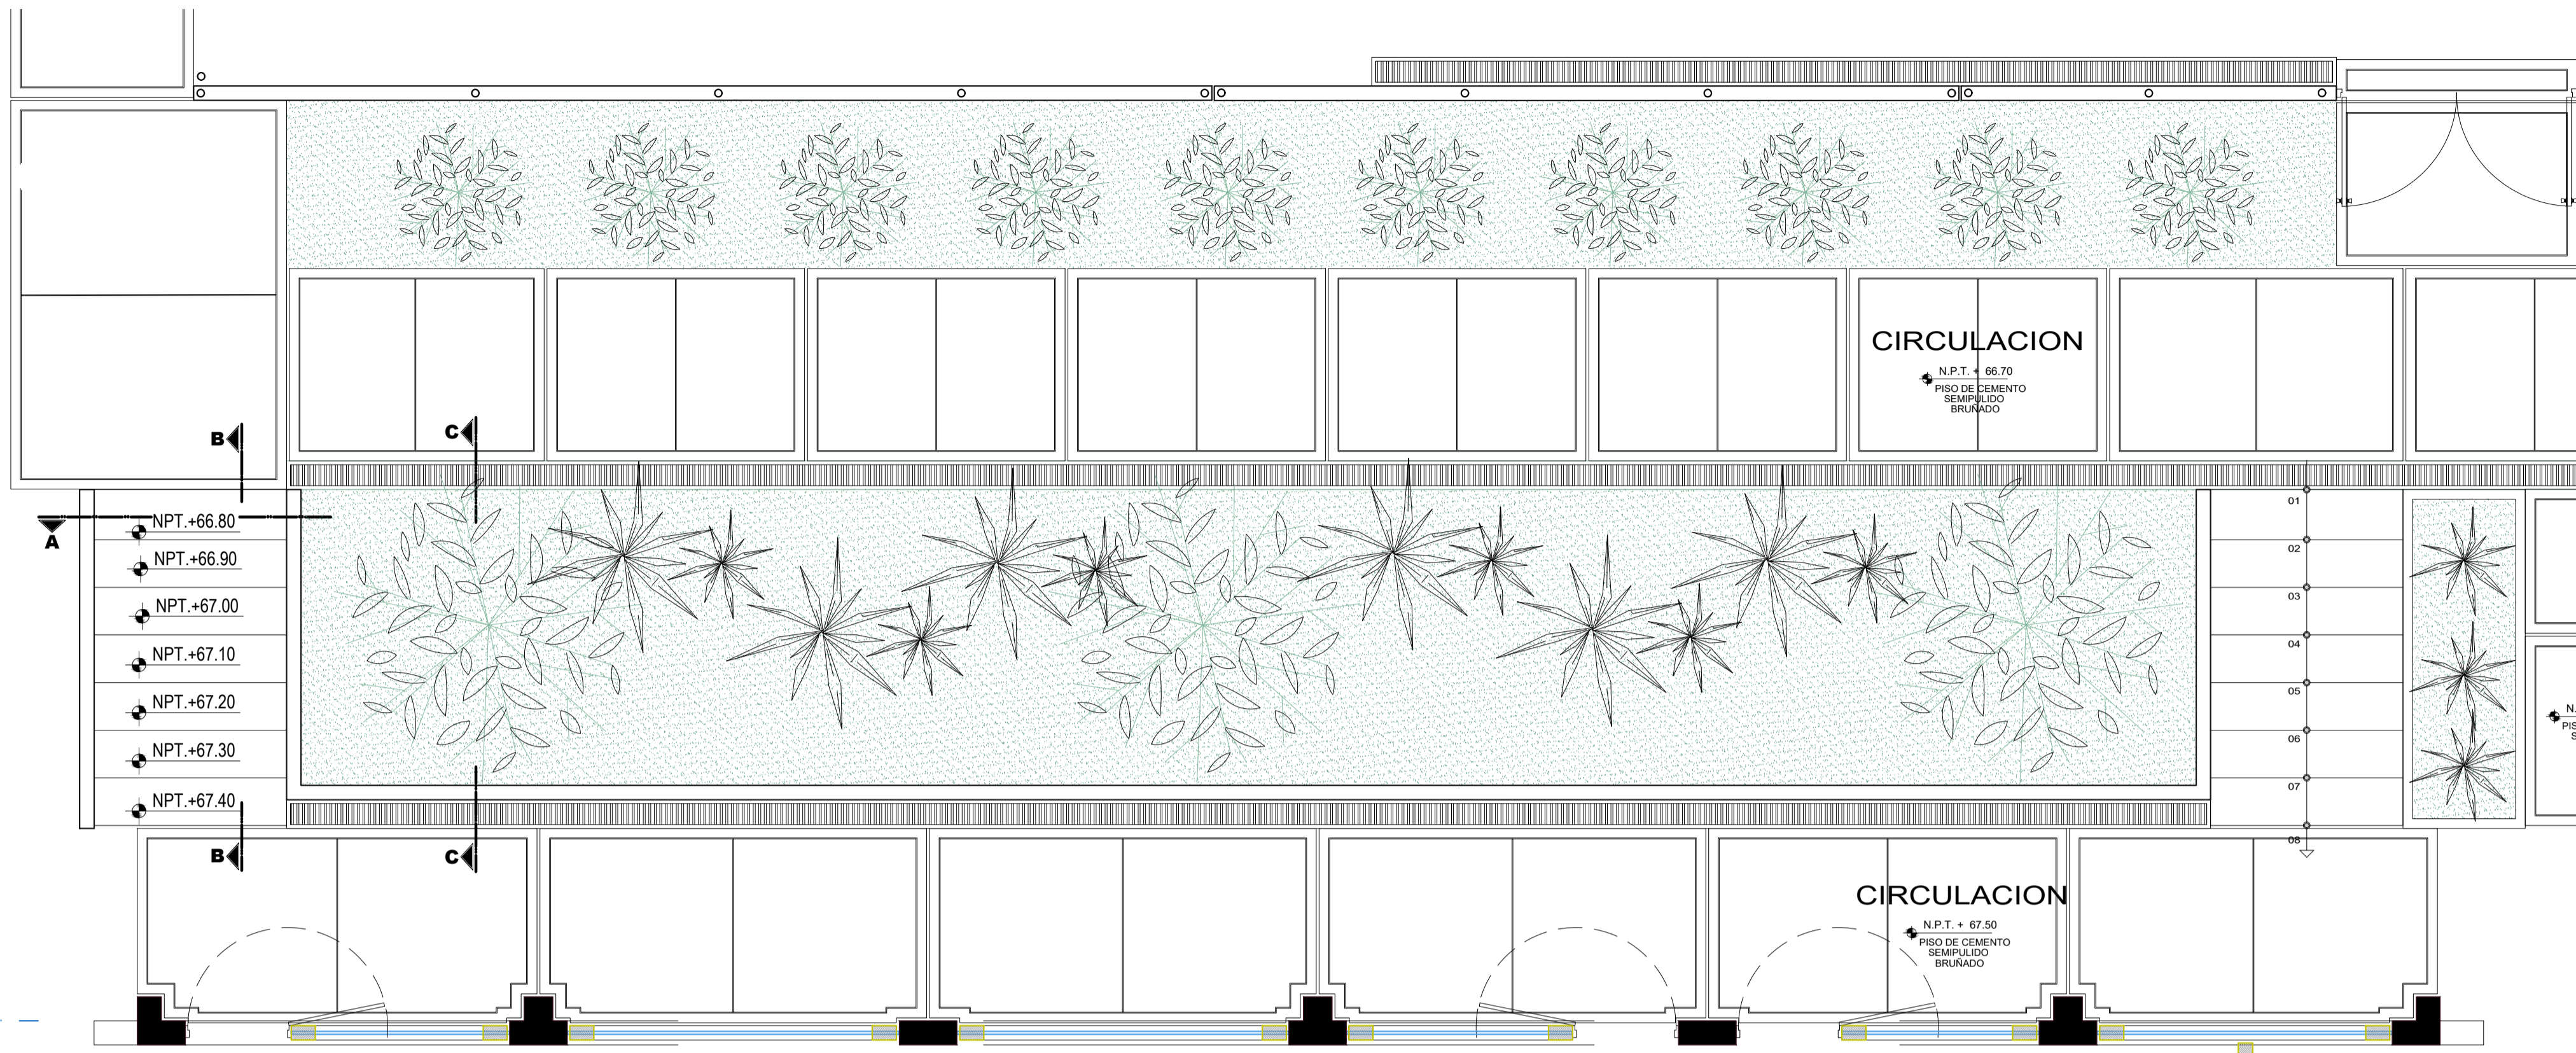 CIRCULACION
N.P.T. + 66.70
PISO DE CEMENTO
SEMIPULIDO
BRUÑADO
B
C
A
NPT.+66.80
NPT.+66.90
NPT.+67.00
NPT.+67.10
NPT.+67.20
NPT.+67.30
NPT.+67.40
01
02
03
04
05
06
07
08
B
C
CIRCULACION
N.P.T. + 67.50
PISO DE CEMENTO
SEMIPULIDO
BRUÑADO